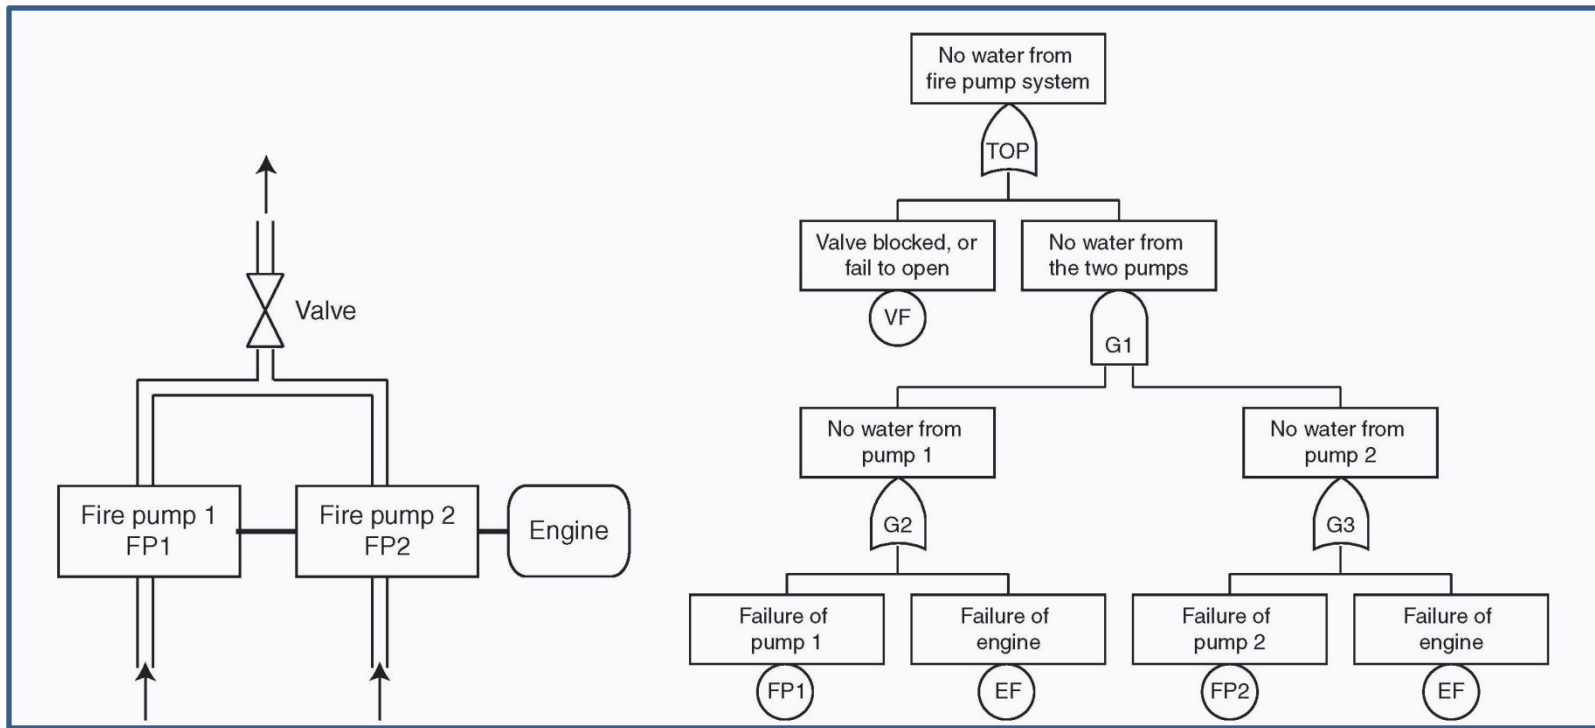 Valve
Fire pump 1
FP1
Fire pump 2
FP2
Engine
No water from
fire pump system
TOP
Valve blocked, or
fail to open
VF
No water from
the two pumps
G1
No water from
pump 1
G2
No water from
pump 2
G3
Failure of
pump 1
FP1
Failure of
engine
EF
Failure of
pump 2
FP2
Failure of
engine
EF